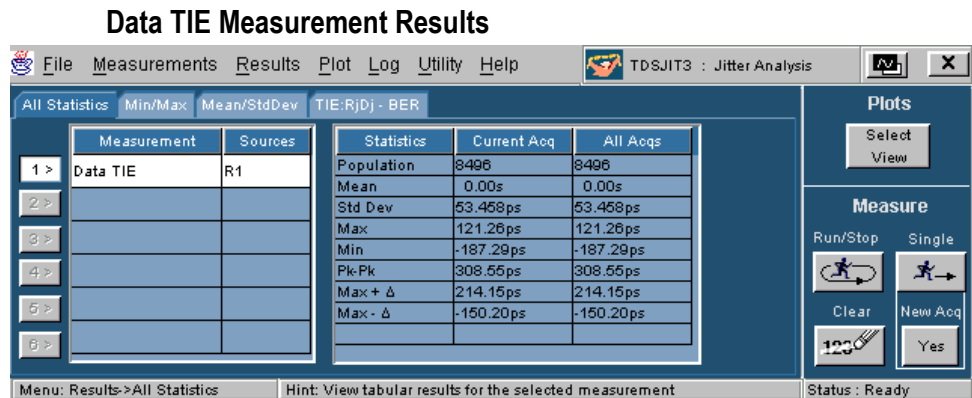 Data TIE Measurement Results
File Measurements Results Plot Log Utility Help TDSJIT3 : Jitter Analysis X
All Statistics Min/Max Mean/StdDev TIE:RjDj - BER
Plots
Select
View
Measurement Sources
1 > Data TIE R1
2 >
3 >
4 >
5 >
6 >
Statistics Current Acq All Acqs
Population 8496 8496
Mean 0.00s 0.00s
Std Dev 53.458ps 53.458ps
Max 121.26ps 121.26ps
Min -187.29ps -187.29ps
Pk-Pk 308.55ps 308.55ps
Max + Δ 214.15ps 214.15ps
Max - Δ -150.20ps -150.20ps
Measure
Run/Stop Single
Clear New Acq
123 Yes
Menu: Results->All Statistics Hint: View tabular results for the selected measurement Status : Ready